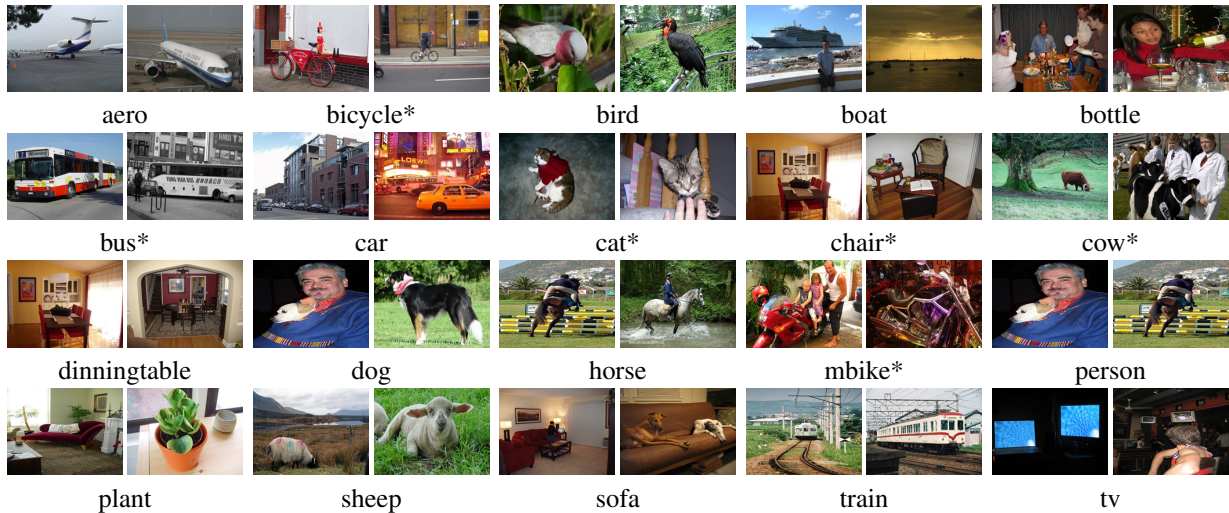 aero bicycle* bird boat bottle
LOEWS
bus* car cat* chair* cow*
dinningtable dog horse mbike* person
plant sheep sofa train tv